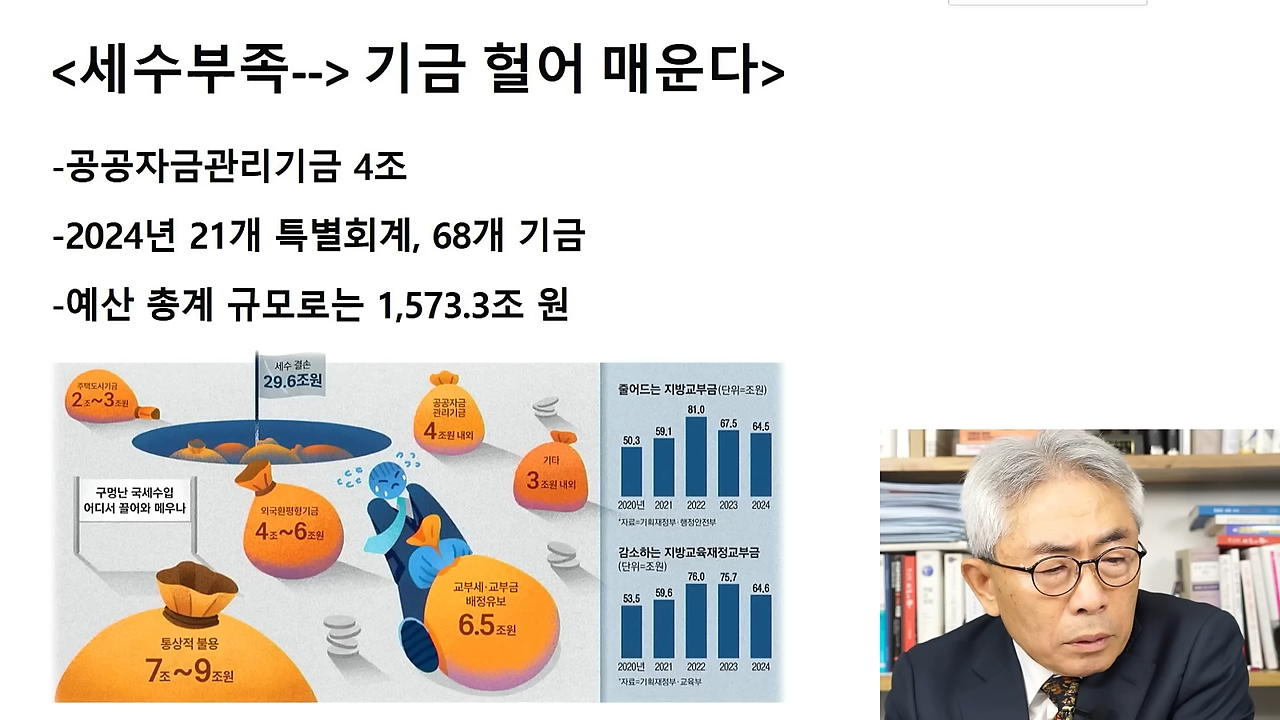 <세수부족--> 기금 헐어 매운다>
-공공자금관리기금 4조
-2024년 21개 특별회계, 68개 기금
-예산 총계 규모로는 1,573.3조 원
주택도시기금
2조~3조원
세수 결손
29.6조원
공공자금
관리기금
4조원 내외
기타
3조원 내외
구멍난 국세수입
어디서 끌어와 메우나
외국환평형기금
4조~6조원
교부세·교부금
배정유보
6.5조원
통상적 불용
7조~9조원
줄어드는 지방교부금(단위=조원)
50.3 59.1 81.0 67.5 64.5
2020년 2021 2022 2023 2024
*자료=기획재정부·행정안전부
감소하는 지방교육재정교부금
(단위=조원)
53.5 59.6 76.0 75.7 64.6
2020년 2021 2022 2023 2024
*자료=기획재정부·교육부